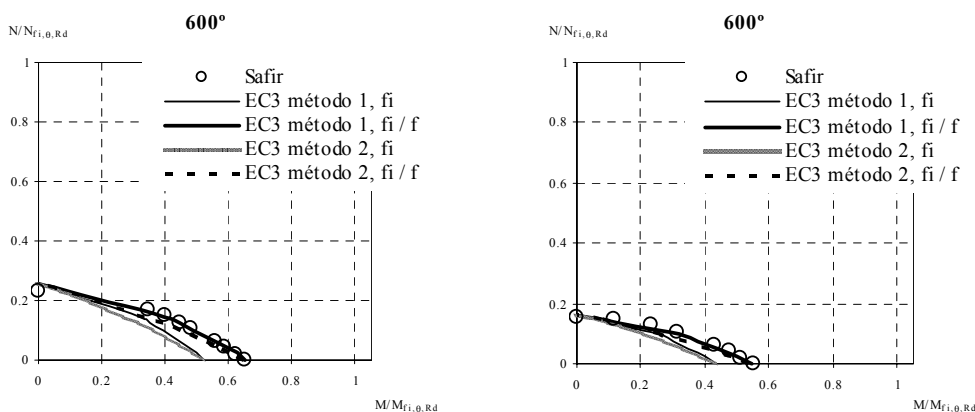 N/N fi,θ,Rd
600º
1
0.8
0.6
0.4
0.2
0
0 0.2 0.4 0.6 0.8 1
M/M fi,θ,Rd
Safir
EC3 método 1, fi
EC3 método 1, fi / f
EC3 método 2, fi
EC3 método 2, fi / f
N/N fi,θ,Rd
600º
1
0.8
0.6
0.4
0.2
0
0 0.2 0.4 0.6 0.8 1
M/M fi,θ,Rd
Safir
EC3 método 1, fi
EC3 método 1, fi / f
EC3 método 2, fi
EC3 método 2, fi / f